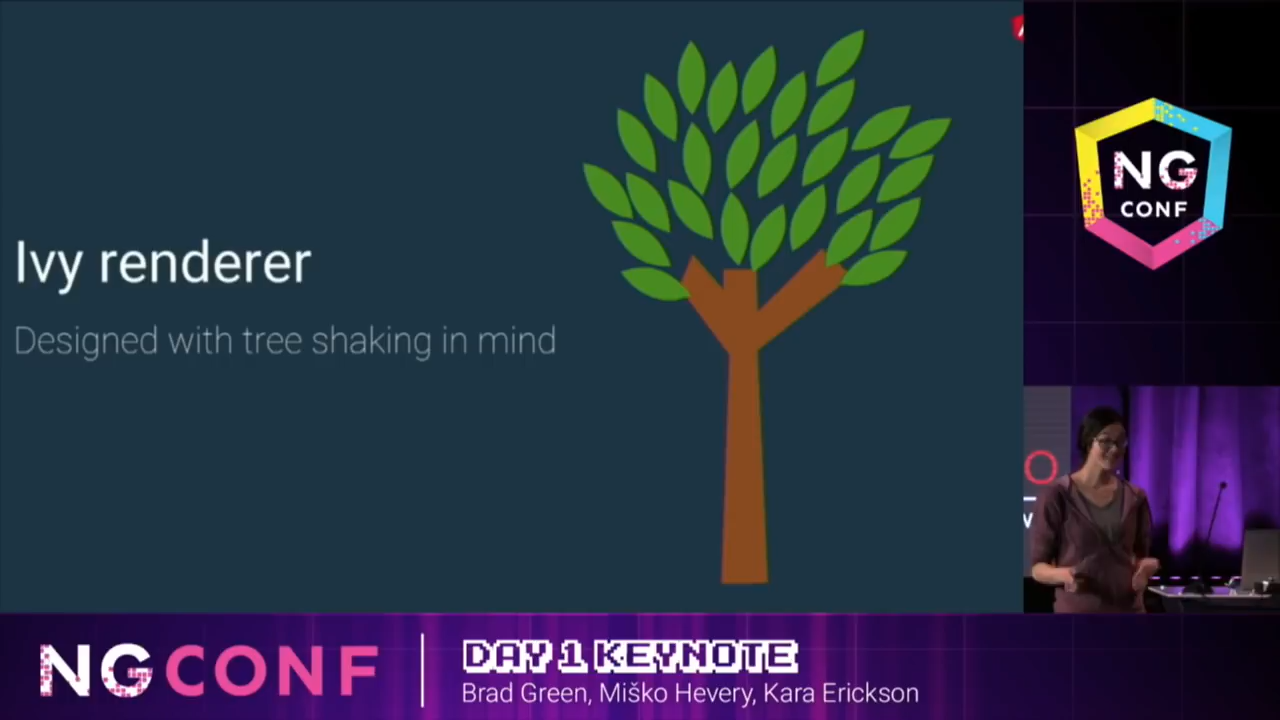 Ivy renderer
Designed with tree shaking in mind
NG
CONF
O
NGCONF
DAY 1 KEYNOTE
Brad Green, Miško Hevery, Kara Erickson